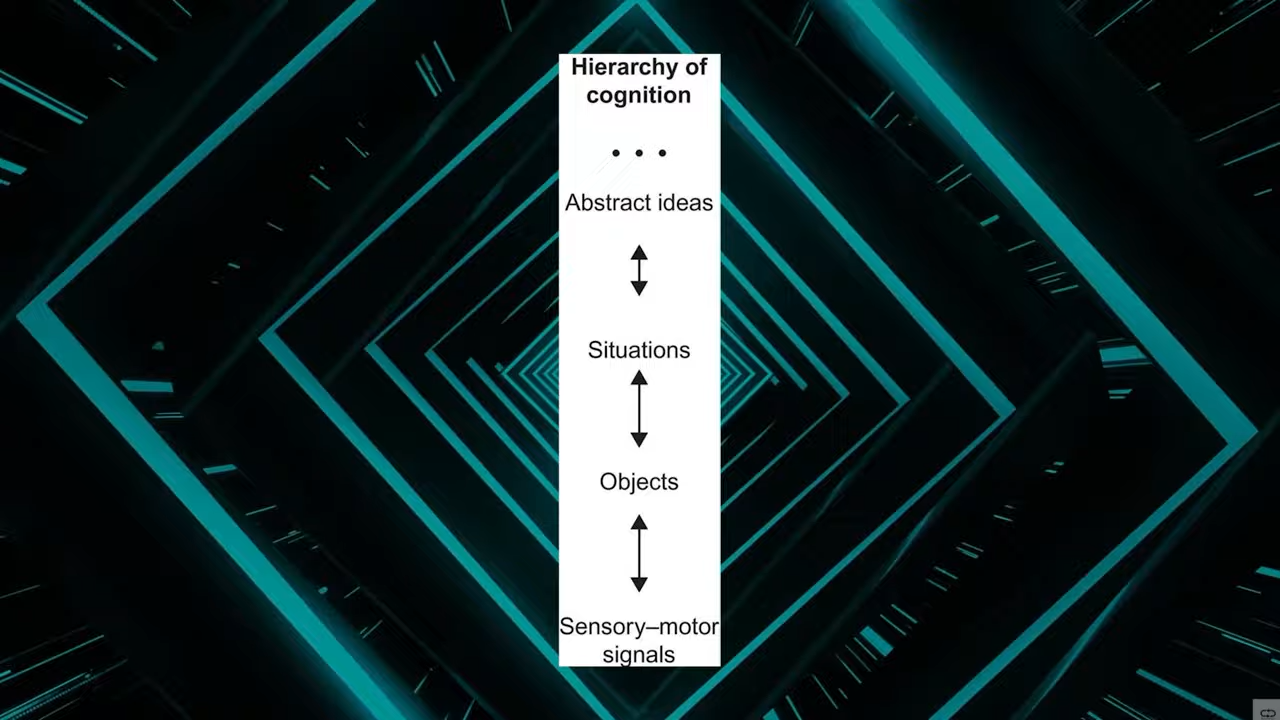 Hierarchy of
cognition
• • •
Abstract ideas
Situations
Objects
Sensory–motor
signals